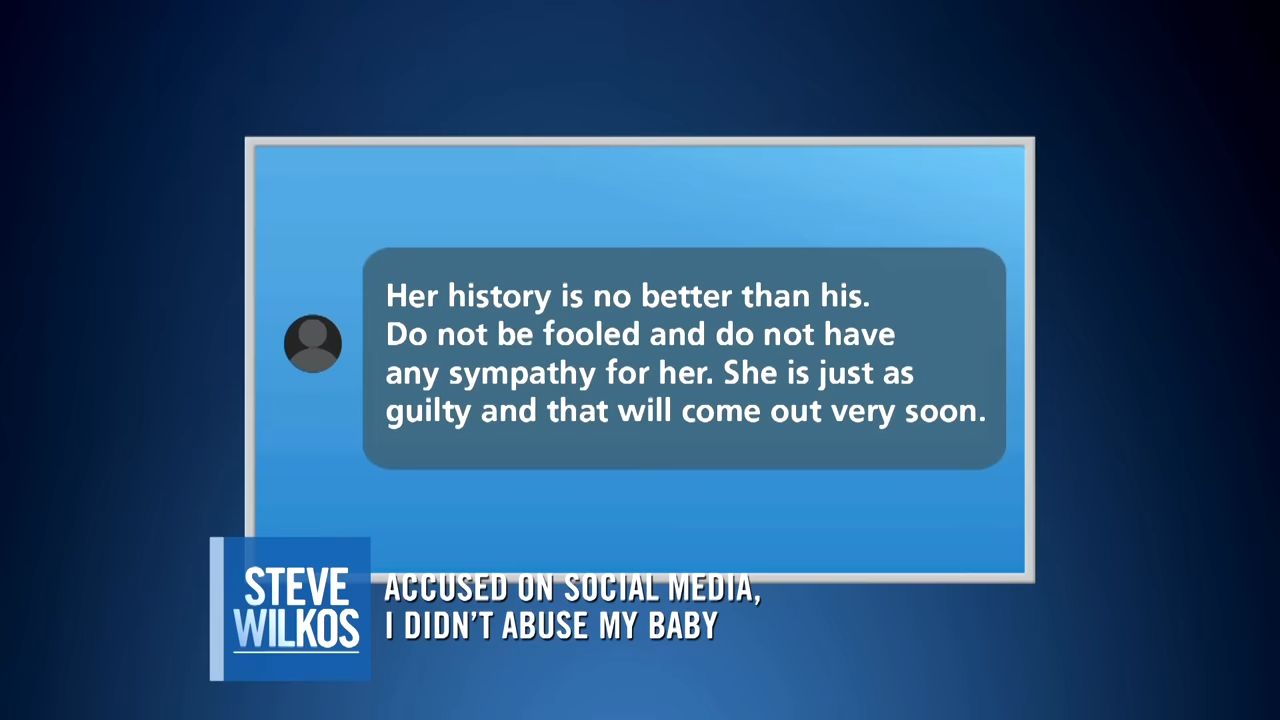 Her history is no better than his.
Do not be fooled and do not have
any sympathy for her. She is just as
guilty and that will come out very soon.
STEVE
WILKOS
ACCUSED ON SOCIAL MEDIA,
I DIDN'T ABUSE MY BABY